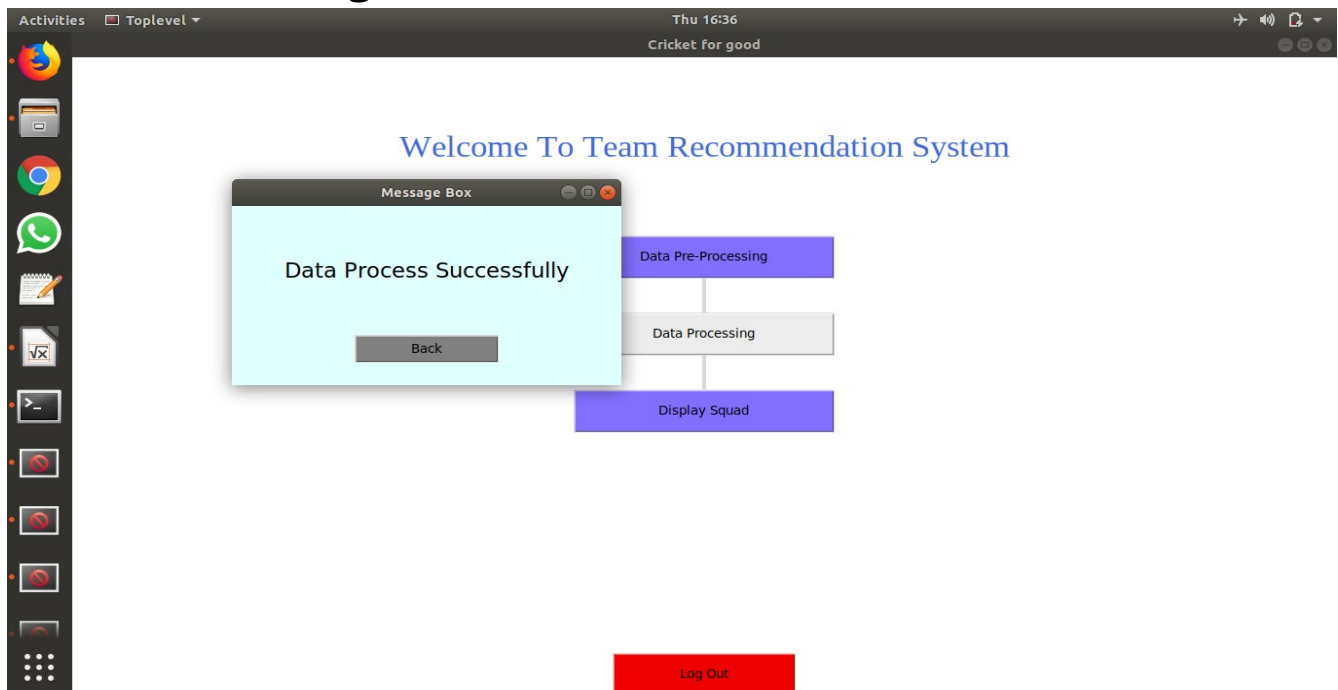 Activities Toplevel Thu 16:36
Cricket for good
Welcome To Team Recommendation System
Message Box
Data Process Successfully
Back
Data Pre-Processing
Data Processing
Display Squad
Log Out